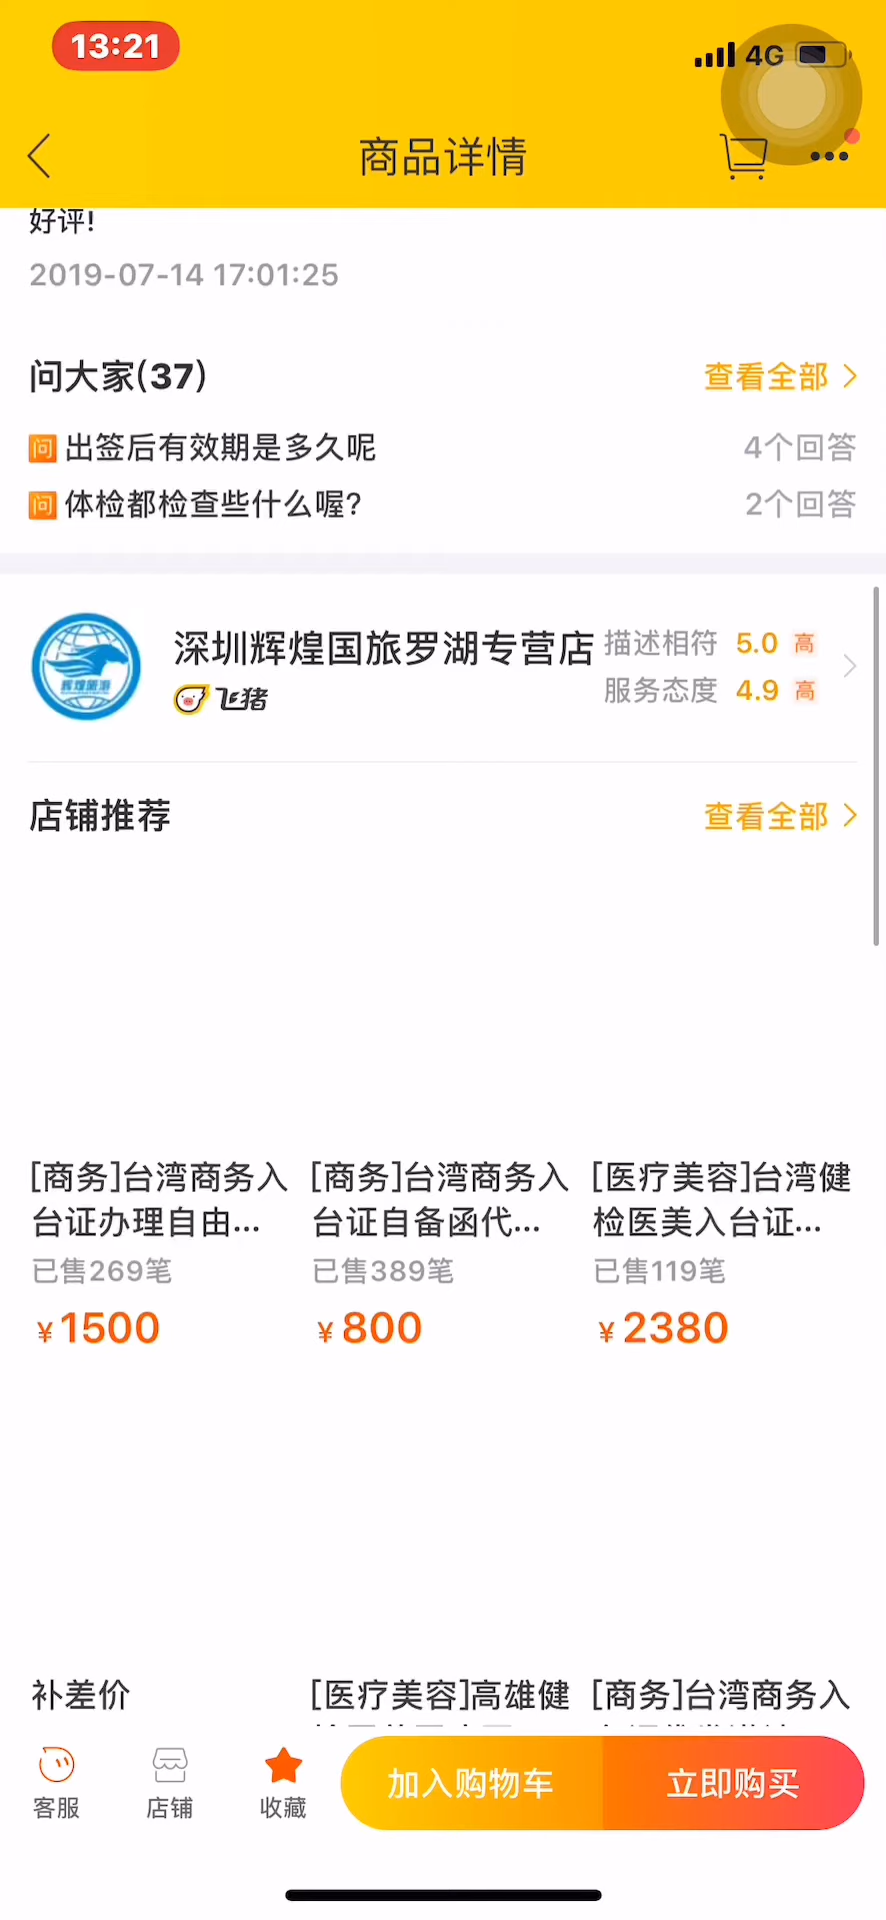 13:21
4G
商品详情
好评!
2019-07-14 17:01:25
问大家(37)
查看全部
问 出签后有效期是多久呢
4个回答
问 体检都检查些什么喔?
2个回答
辉煌旅游
深圳辉煌国旅罗湖专营店
描述相符 5.0 高
飞猪
服务态度 4.9 高
店铺推荐
查看全部
[商务]台湾商务入
台证办理自由...
已售269笔
¥1500
[商务]台湾商务入
台证自备函代...
已售389笔
¥800
[医疗美容]台湾健
检医美入台证...
已售119笔
¥2380
补差价
[医疗美容]高雄健
[商务]台湾商务入
客服
店铺
收藏
加入购物车
立即购买